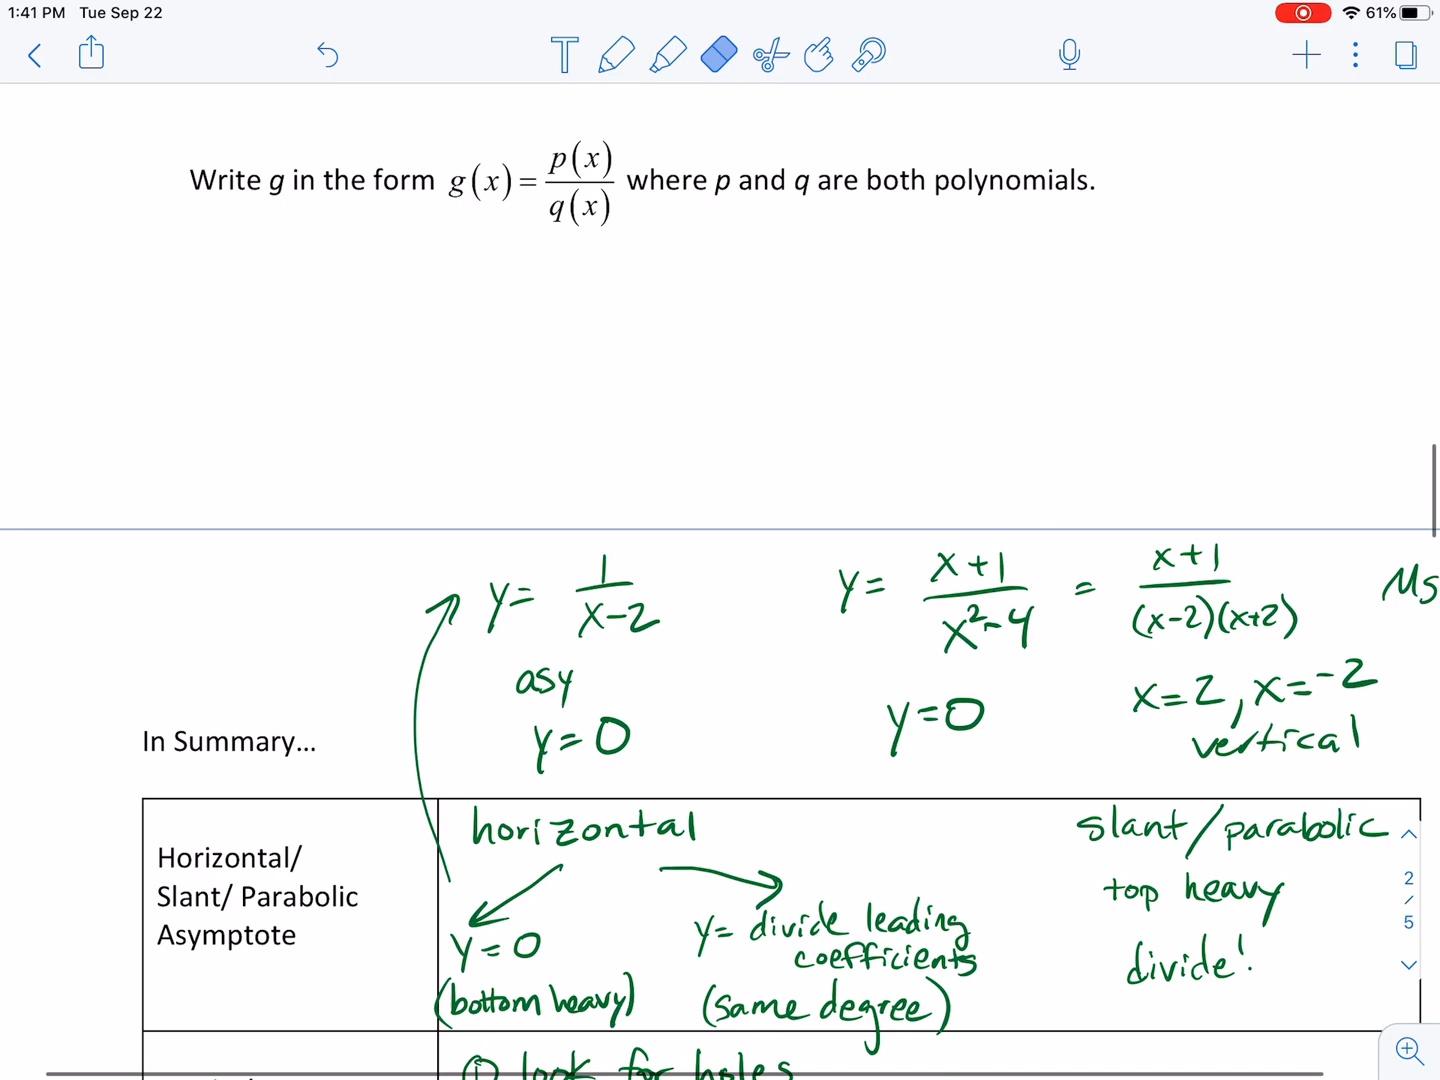 1:41 PM Tue Sep 22 61%
Write g in the form g(x) = p(x)/q(x) where p and q are both polynomials.
y = 1/(x-2)
y = (x+1)/(x²-4) = (x+1)/((x-2)(x+2))
Ms
asy
y = 0
y = 0
x = 2, x = -2
vertical
In Summary...
Horizontal/
Slant/ Parabolic
Asymptote
horizontal
y = 0
(bottom heavy)
y = divide leading
coefficients
(same degree)
slant/parabolic
top heavy
divide!
2
/
5
① look for holes